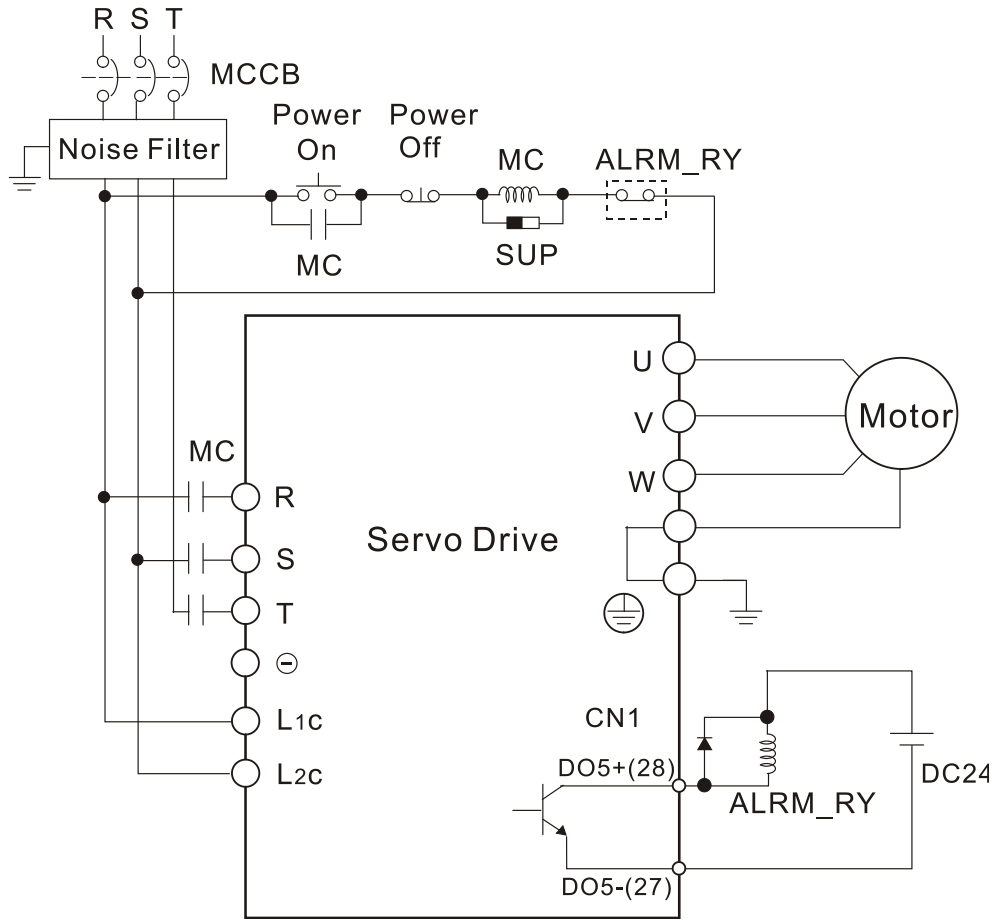 R S T
MCCB
Noise Filter
Power
On
Power
Off
MC
ALRM_RY
MC
SUP
U
V
W
Motor
MC
R
S
T
Servo Drive
L1c
L2c
CN1
DO5+(28)
DO5-(27)
ALRM_RY
DC24